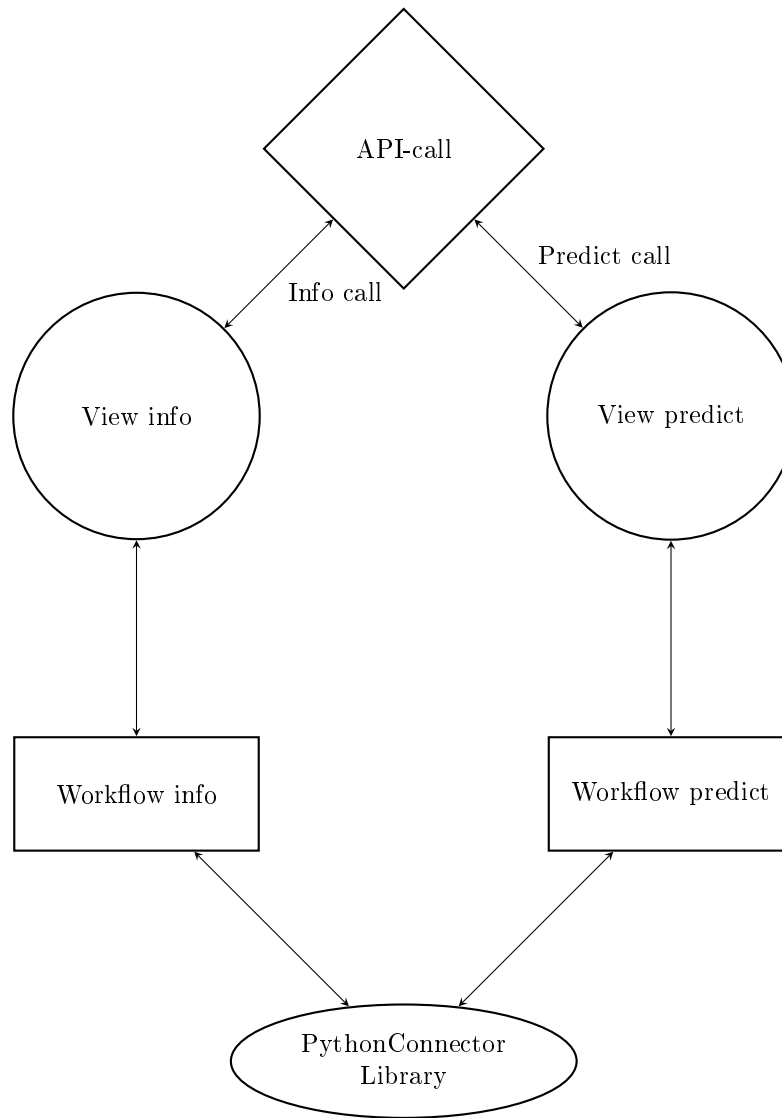 API-call
Predict call
Info call
View info
View predict
Workflow info
Workflow predict
PythonConnector
Library